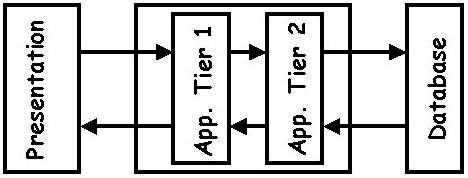 Presentation
App. Tier 1
App. Tier 2
Database